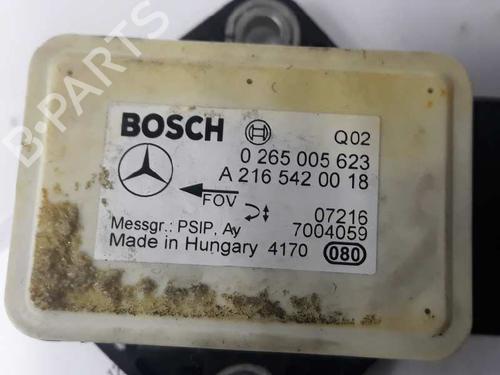 B-PARTS
BOSCH Q02
0 265 005 623
A 216 542 00 18
FOV
07216
Messgr.: PSIP, Ay 7004059
Made in Hungary 4170 080